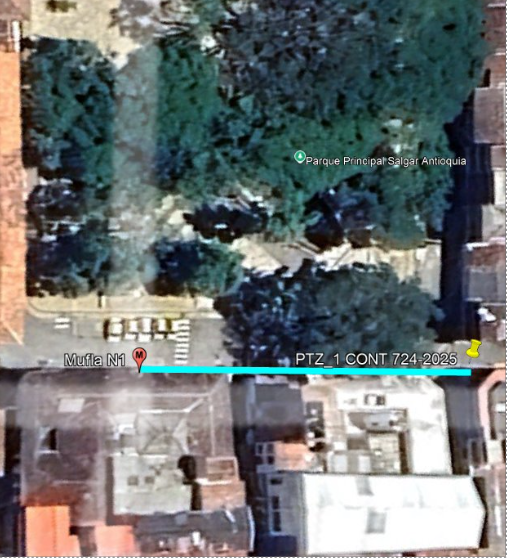 Parque Principal Salgar Antioquia
Mufla N1
M
PTZ_1 CONT 724-2025